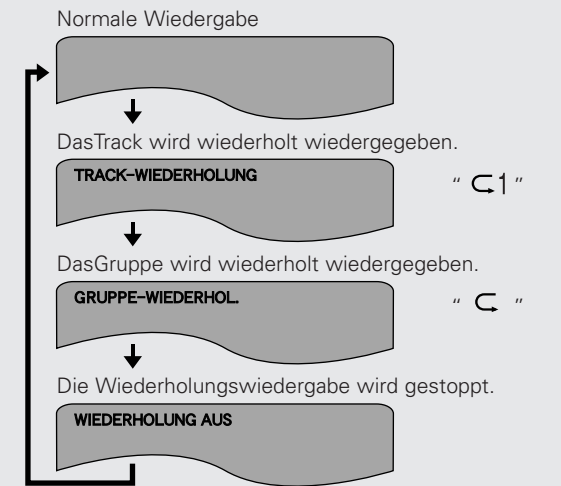 Normale Wiedergabe
DasTrack wird wiederholt wiedergegeben.
TRACK-WIEDERHOLUNG
“ ⊂1 ”
DasGruppe wird wiederholt wiedergegeben.
GRUPPE-WIEDERHOL.
“ ⊂ ”
Die Wiederholungswiedergabe wird gestoppt.
WIEDERHOLUNG AUS